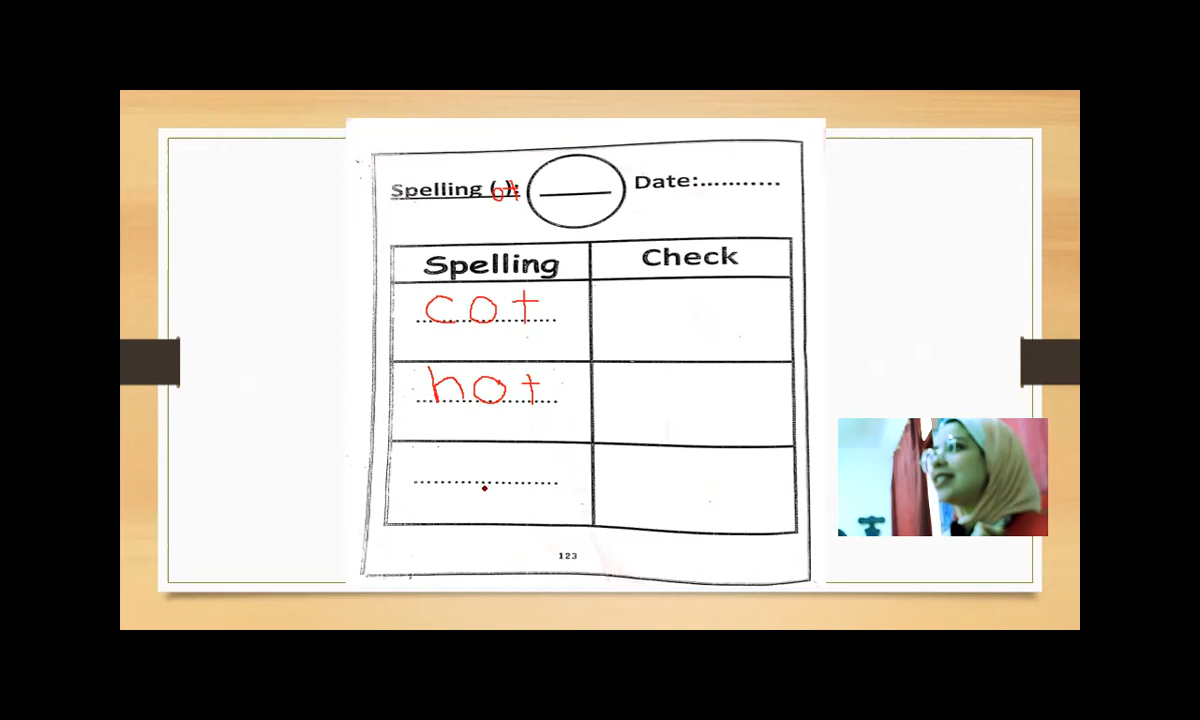 Spelling (ot): Date:...........
Spelling Check
cot
hot
123